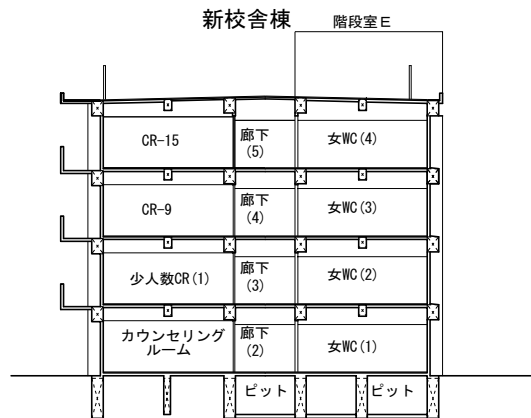 新校舎棟
階段室E
CR-15
廊下
(5)
女WC(4)
CR-9
廊下
(4)
女WC(3)
少人数CR(1)
廊下
(3)
女WC(2)
カウンセリング
ルーム
廊下
(2)
女WC(1)
ピット
ピット